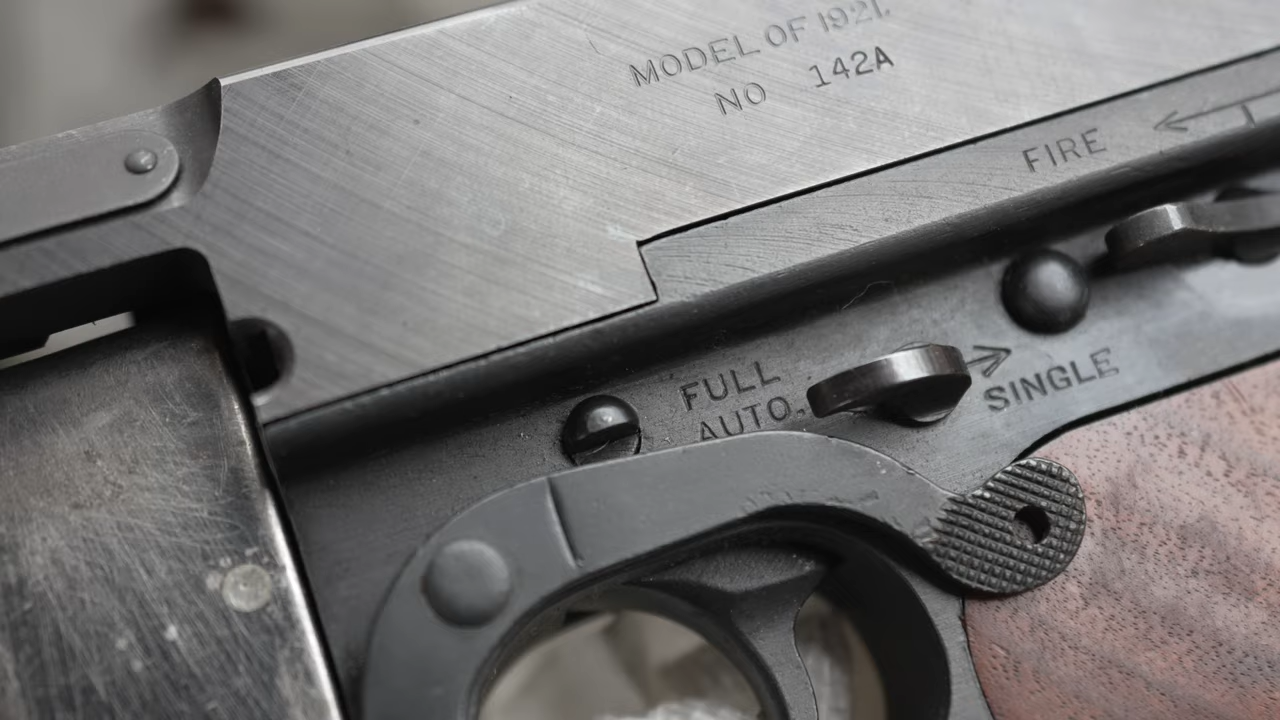 MODEL OF 1921.
NO 142A
FIRE
FULL
AUTO.
SINGLE